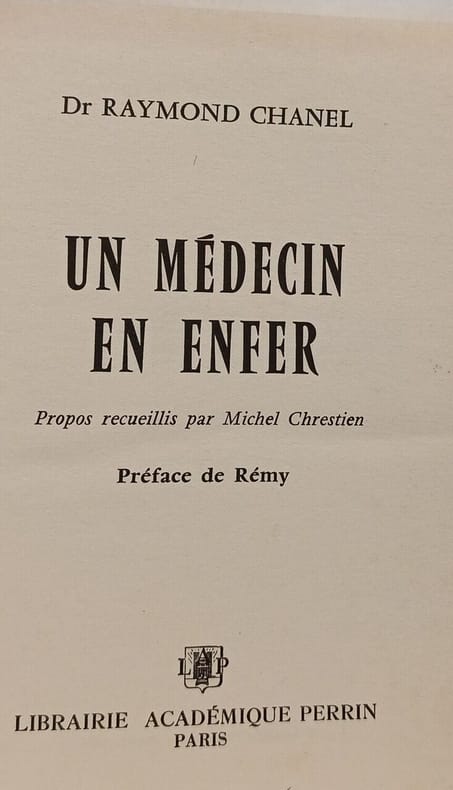 Dr RAYMOND CHANEL
UN MÉDECIN
EN ENFER
Propos recueillis par Michel Chrestien
Préface de Rémy
L A P
LIBRAIRIE ACADÉMIQUE PERRIN
PARIS